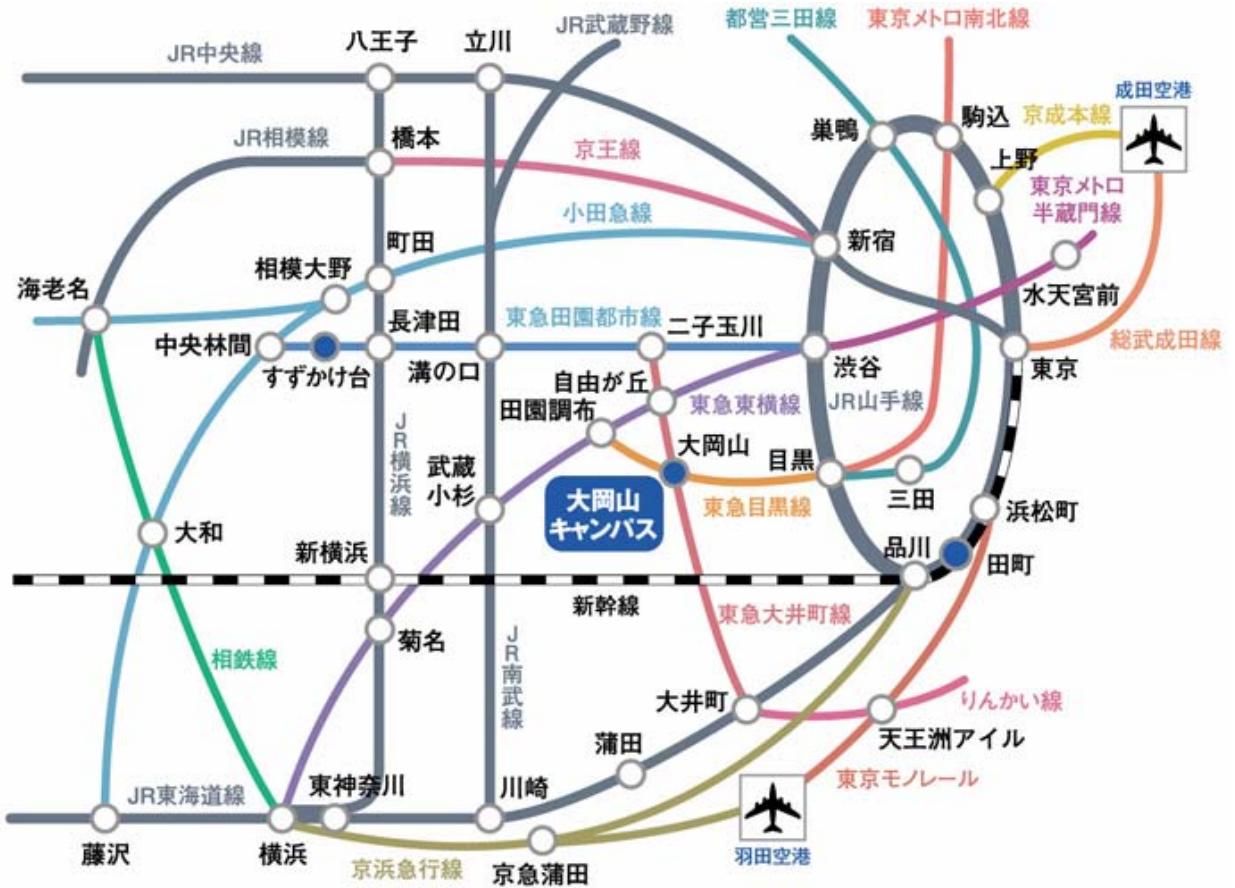 都営三田線
東京メトロ南北線
JR武蔵野線
八王子
立川
JR中央線
成田空港
京成本線
駒込
巣鴨
上野
JR相模線
橋本
京王線
東京メトロ
半蔵門線
小田急線
町田
新宿
相模大野
海老名
水天宮前
長津田
東急田園都市線
二子玉川
中央林間
総武成田線
すずかけ台
溝の口
渋谷
東京
自由が丘
田園調布
東急東横線
JR山手線
JR横浜線
大岡山
目黒
武蔵
小杉
大岡山
キャンパス
東急目黒線
三田
浜松町
大和
新横浜
品川
田町
新幹線
東急大井町線
菊名
JR南武線
相鉄線
大井町
りんかい線
天王洲アイル
蒲田
東京モノレール
東神奈川
川崎
JR東海道線
藤沢
横浜
京浜急行線
京急蒲田
羽田空港